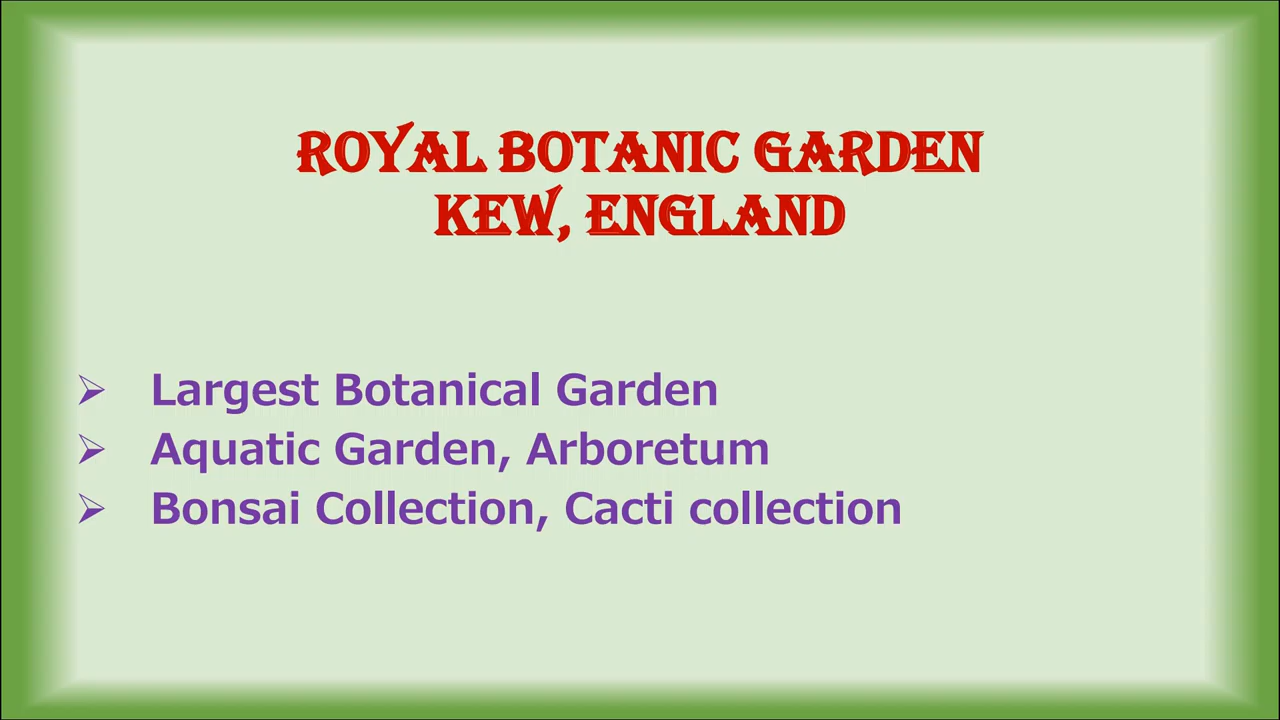 ROYAL BOTANIC GARDEN
KEW, ENGLAND
➢ Largest Botanical Garden
➢ Aquatic Garden, Arboretum
➢ Bonsai Collection, Cacti collection